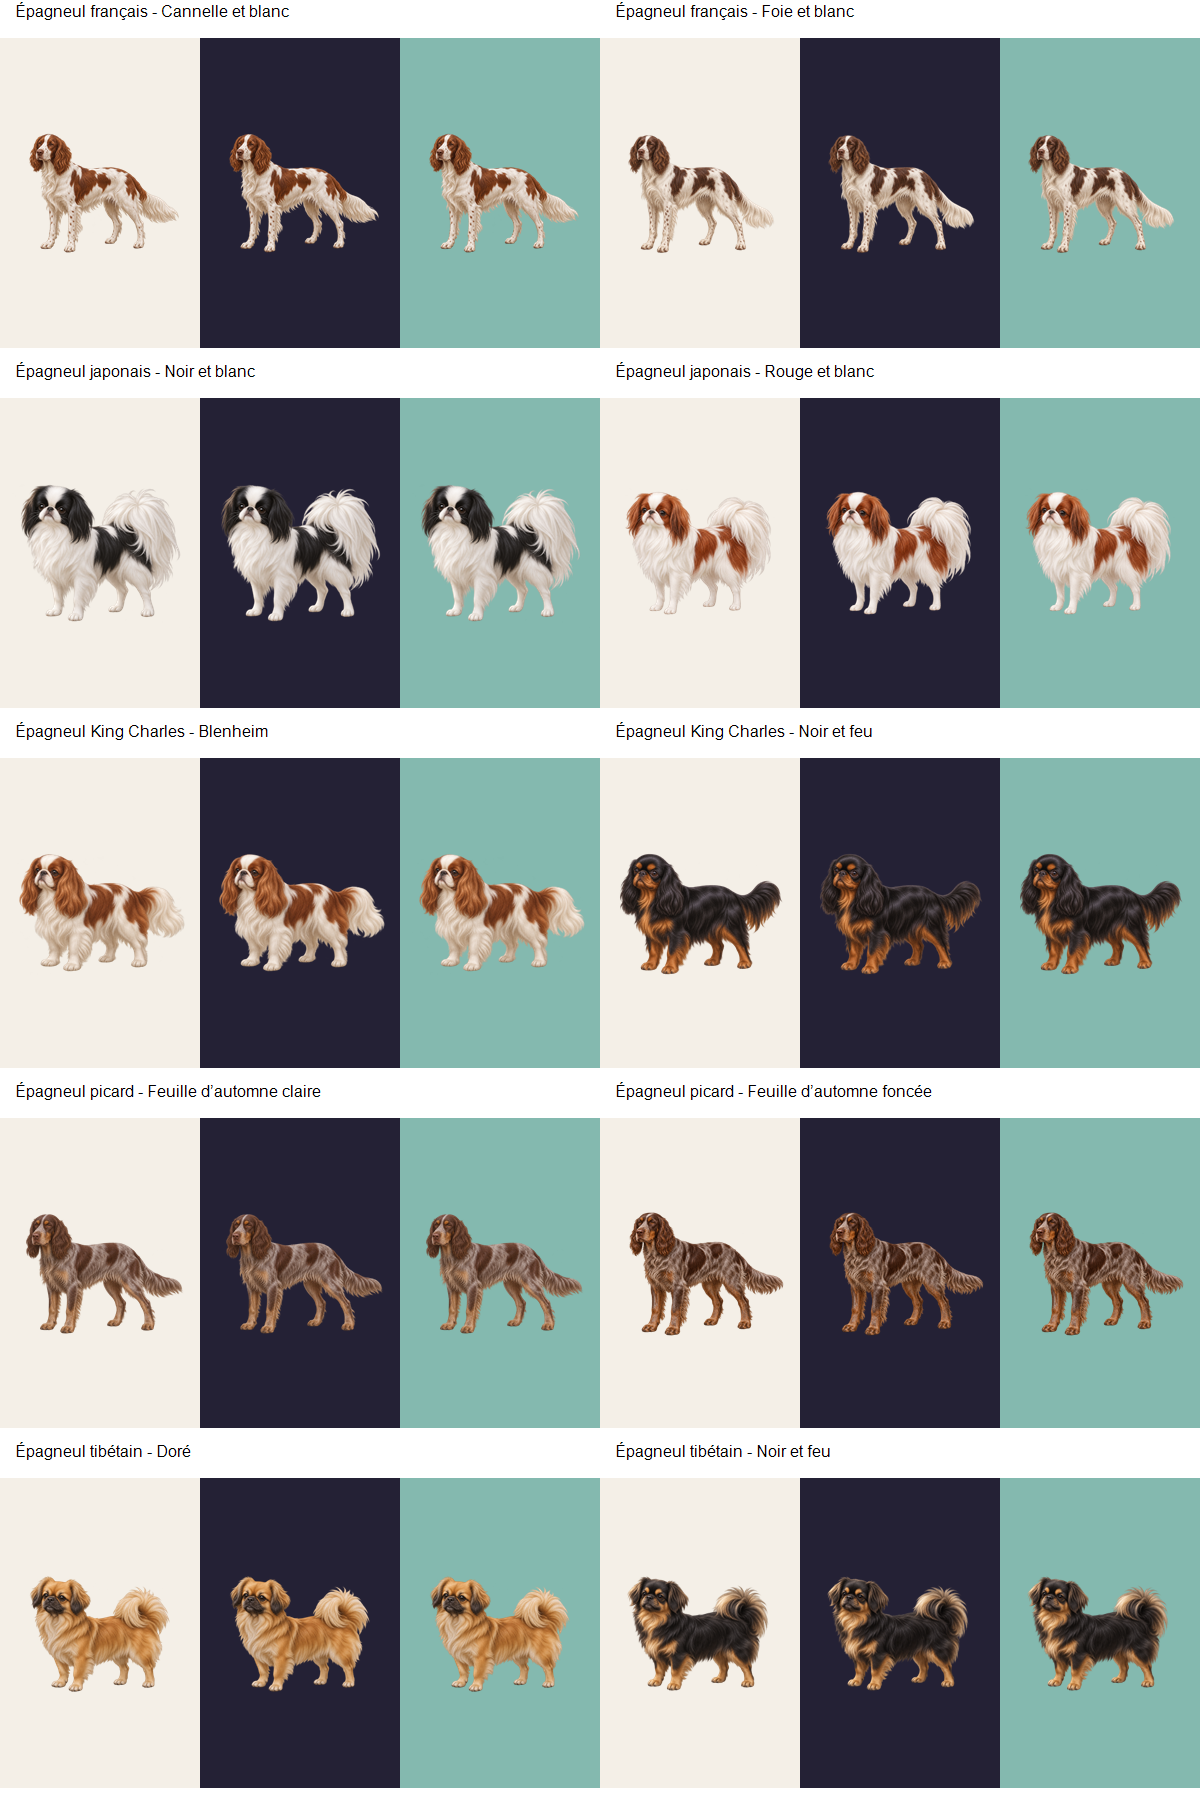 Épagneul français - Cannelle et blanc
Épagneul français - Foie et blanc
Épagneul japonais - Noir et blanc
Épagneul japonais - Rouge et blanc
Épagneul King Charles - Blenheim
Épagneul King Charles - Noir et feu
Épagneul picard - Feuille d’automne claire
Épagneul picard - Feuille d’automne foncée
Épagneul tibétain - Doré
Épagneul tibétain - Noir et feu